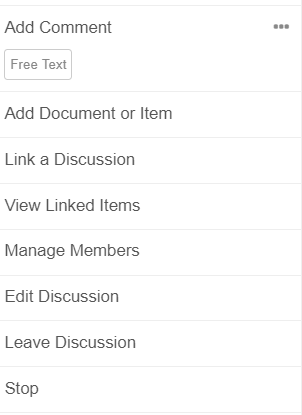 Add Comment
Free Text
Add Document or Item
Link a Discussion
View Linked Items
Manage Members
Edit Discussion
Leave Discussion
Stop